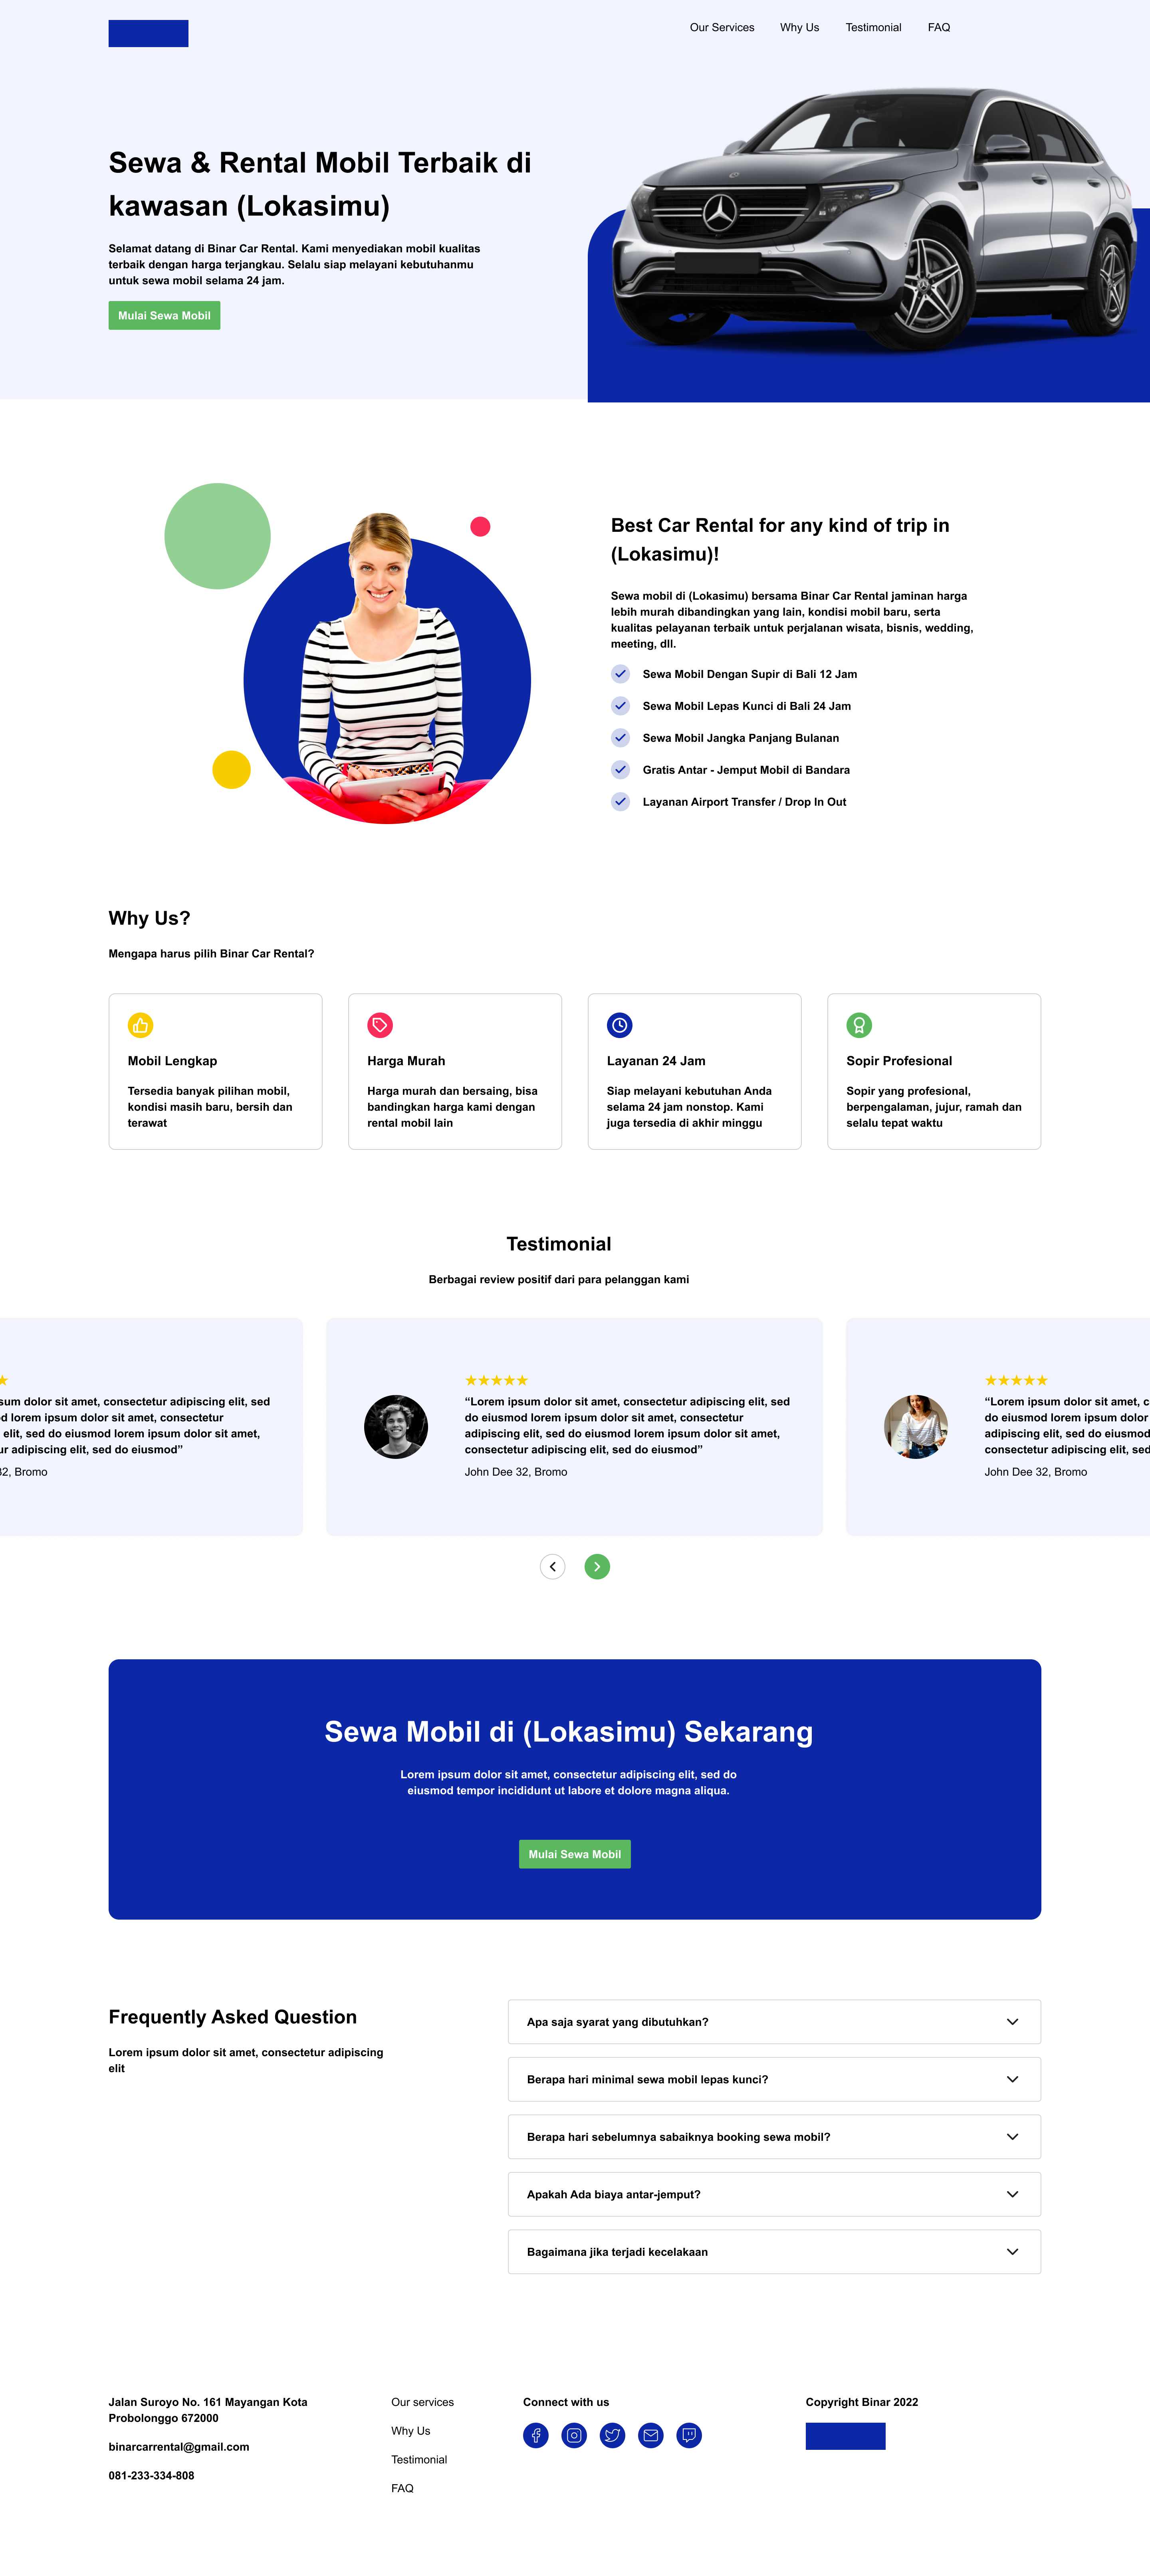 Our Services
Why Us
Testimonial
FAQ
Sewa & Rental Mobil Terbaik di
kawasan (Lokasimu)
Selamat datang di Binar Car Rental. Kami menyediakan mobil kualitas
terbaik dengan harga terjangkau. Selalu siap melayani kebutuhanmu
untuk sewa mobil selama 24 jam.
Mulai Sewa Mobil
Best Car Rental for any kind of trip in
(Lokasimu)!
Sewa mobil di (Lokasimu) bersama Binar Car Rental jaminan harga
lebih murah dibandingkan yang lain, kondisi mobil baru, serta
kualitas pelayanan terbaik untuk perjalanan wisata, bisnis, wedding,
meeting, dll.
Sewa Mobil Dengan Supir di Bali 12 Jam
Sewa Mobil Lepas Kunci di Bali 24 Jam
Sewa Mobil Jangka Panjang Bulanan
Gratis Antar - Jemput Mobil di Bandara
Layanan Airport Transfer / Drop In Out
Why Us?
Mengapa harus pilih Binar Car Rental?
Mobil Lengkap
Tersedia banyak pilihan mobil,
kondisi masih baru, bersih dan
terawat
Harga Murah
Harga murah dan bersaing, bisa
bandingkan harga kami dengan
rental mobil lain
Layanan 24 Jam
Siap melayani kebutuhan Anda
selama 24 jam nonstop. Kami
juga tersedia di akhir minggu
Sopir Profesional
Sopir yang profesional,
berpengalaman, jujur, ramah dan
selalu tepat waktu
Testimonial
Berbagai review positif dari para pelanggan kami
sum dolor sit amet, consectetur adipiscing elit, sed
d lorem ipsum dolor sit amet, consectetur
elit, sed do eiusmod lorem ipsum dolor sit amet,
ur adipiscing elit, sed do eiusmod”
32, Bromo
“Lorem ipsum dolor sit amet, consectetur adipiscing elit, sed
do eiusmod lorem ipsum dolor sit amet, consectetur
adipiscing elit, sed do eiusmod lorem ipsum dolor sit amet,
consectetur adipiscing elit, sed do eiusmod”
John Dee 32, Bromo
“Lorem ipsum dolor sit amet, c
do eiusmod lorem ipsum dolor
adipiscing elit, sed do eiusmod
consectetur adipiscing elit, sed
John Dee 32, Bromo
Sewa Mobil di (Lokasimu) Sekarang
Lorem ipsum dolor sit amet, consectetur adipiscing elit, sed do
eiusmod tempor incididunt ut labore et dolore magna aliqua.
Mulai Sewa Mobil
Frequently Asked Question
Lorem ipsum dolor sit amet, consectetur adipiscing
elit
Apa saja syarat yang dibutuhkan?
Berapa hari minimal sewa mobil lepas kunci?
Berapa hari sebelumnya sabaiknya booking sewa mobil?
Apakah Ada biaya antar-jemput?
Bagaimana jika terjadi kecelakaan
Jalan Suroyo No. 161 Mayangan Kota
Probolonggo 672000
binarcarrental@gmail.com
081-233-334-808
Our services
Why Us
Testimonial
FAQ
Connect with us
Copyright Binar 2022